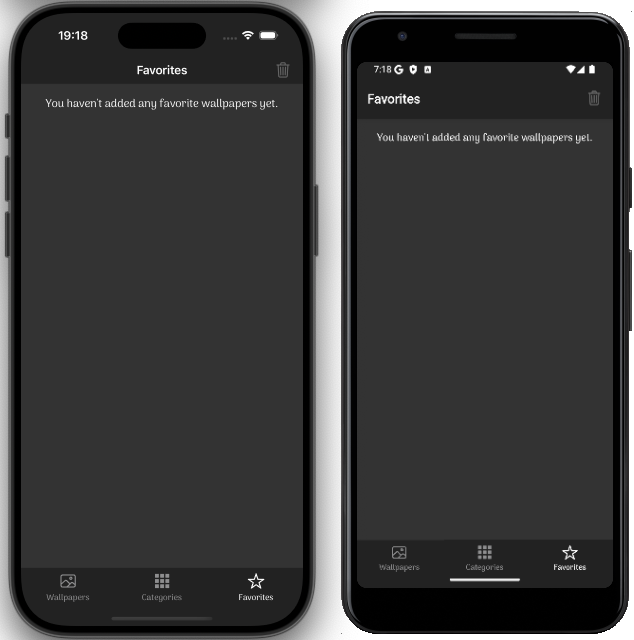 19:18
Favorites
You haven't added any favorite wallpapers yet.
Wallpapers
Categories
Favorites
7:18
Favorites
You haven't added any favorite wallpapers yet.
Wallpapers
Categories
Favorites